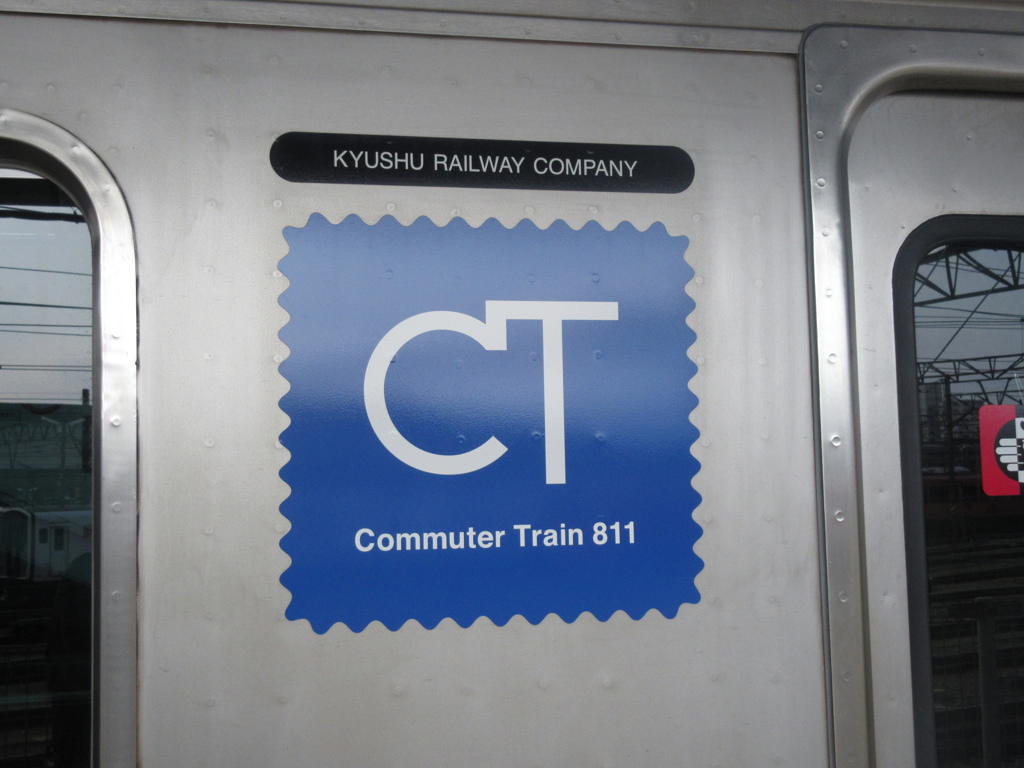 KYUSHU RAILWAY COMPANY
CT
Commuter Train 811